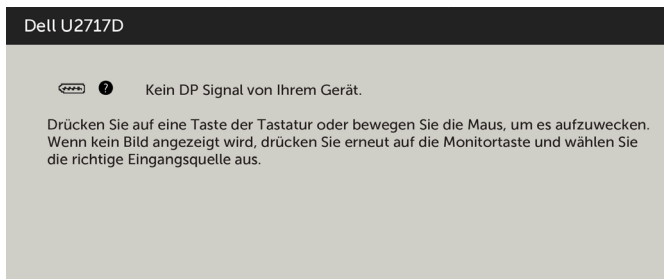 Dell U2717D
Kein DP Signal von Ihrem Gerät.
Drücken Sie auf eine Taste der Tastatur oder bewegen Sie die Maus, um es aufzuwecken.
Wenn kein Bild angezeigt wird, drücken Sie erneut auf die Monitortaste und wählen Sie
die richtige Eingangsquelle aus.